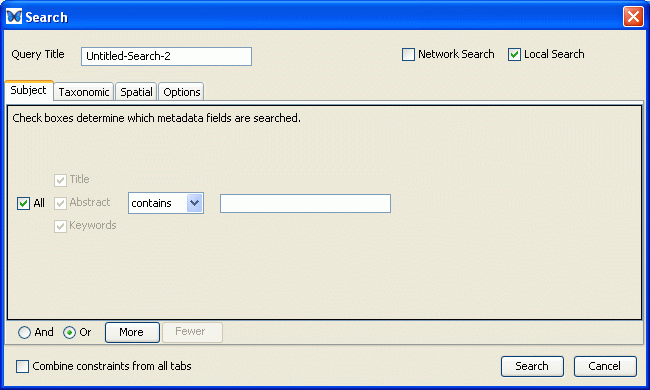 Search
Query Title Untitled-Search-2 Network Search Local Search
Subject Taxonomic Spatial Options
Check boxes determine which metadata fields are searched.
Title
All Abstract contains
Keywords
And Or More Fewer
Combine constraints from all tabs Search Cancel